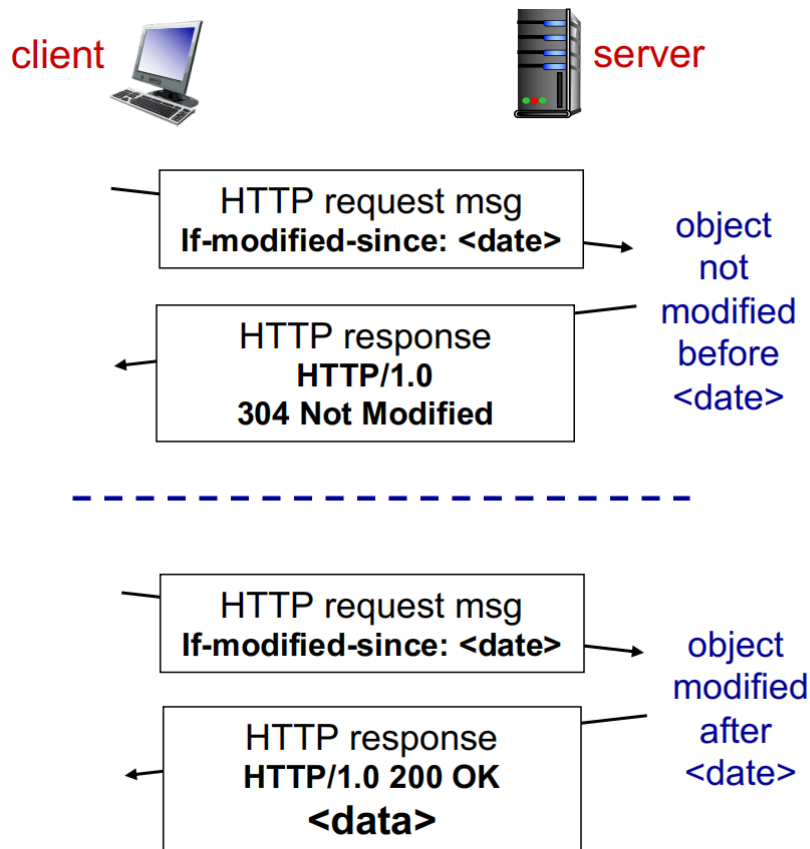 client
server
HTTP request msg
If-modified-since: <date>
object
not
modified
before
<date>
HTTP response
HTTP/1.0
304 Not Modified
HTTP request msg
If-modified-since: <date>
object
modified
after
<date>
HTTP response
HTTP/1.0 200 OK
<data>